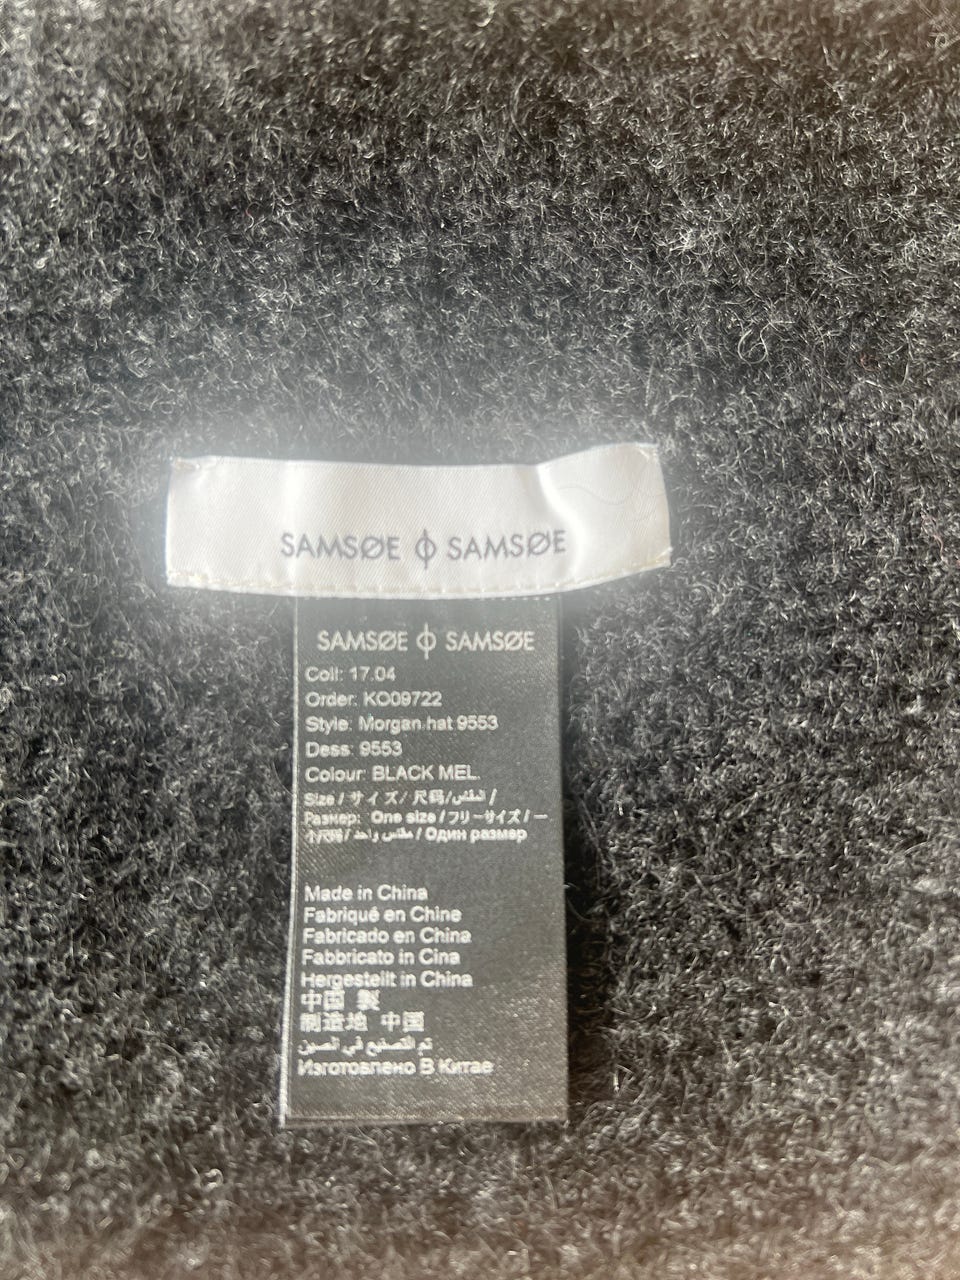 SAMSØE ϕ SAMSØE
SAMSØE ϕ SAMSØE
Coll: 17.04
Order: KO09722
Style: Morgan hat 9553
Dess: 9553
Colour: BLACK MEL.
Size / サイズ / 尺码 / المقاس /
Размер: One size / フリーサイズ / 一
个尺码 / مقاس واحد / Один размер
Made in China
Fabriqué en Chine
Fabricado en China
Fabbricato in Cina
Hergestellt in China
中国 製
制造地 中国
تم التصنيع في الصين
Изготовлено В Китае